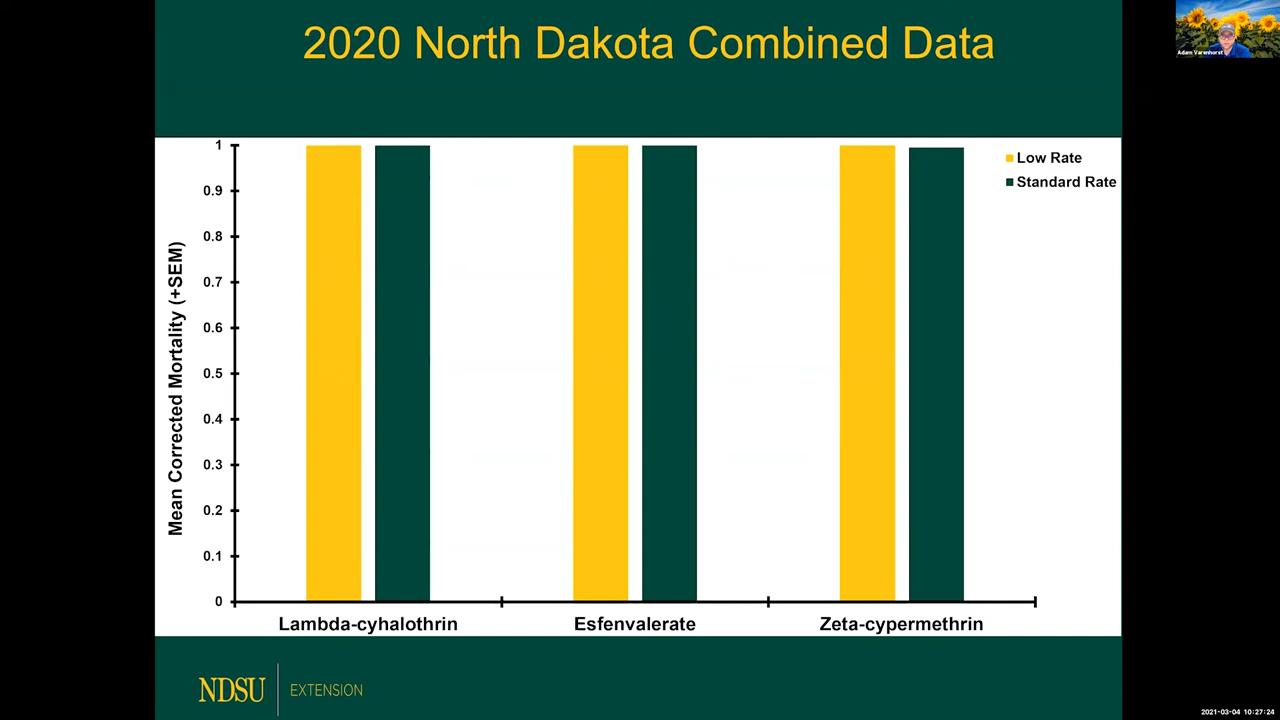 2020 North Dakota Combined Data
Adam Varenhorst
Mean Corrected Mortality (+SEM)
1
0.9
0.8
0.7
0.6
0.5
0.4
0.3
0.2
0.1
0
Low Rate
Standard Rate
Lambda-cyhalothrin
Esfenvalerate
Zeta-cypermethrin
NDSU
EXTENSION
2021-03-04 10:27:24